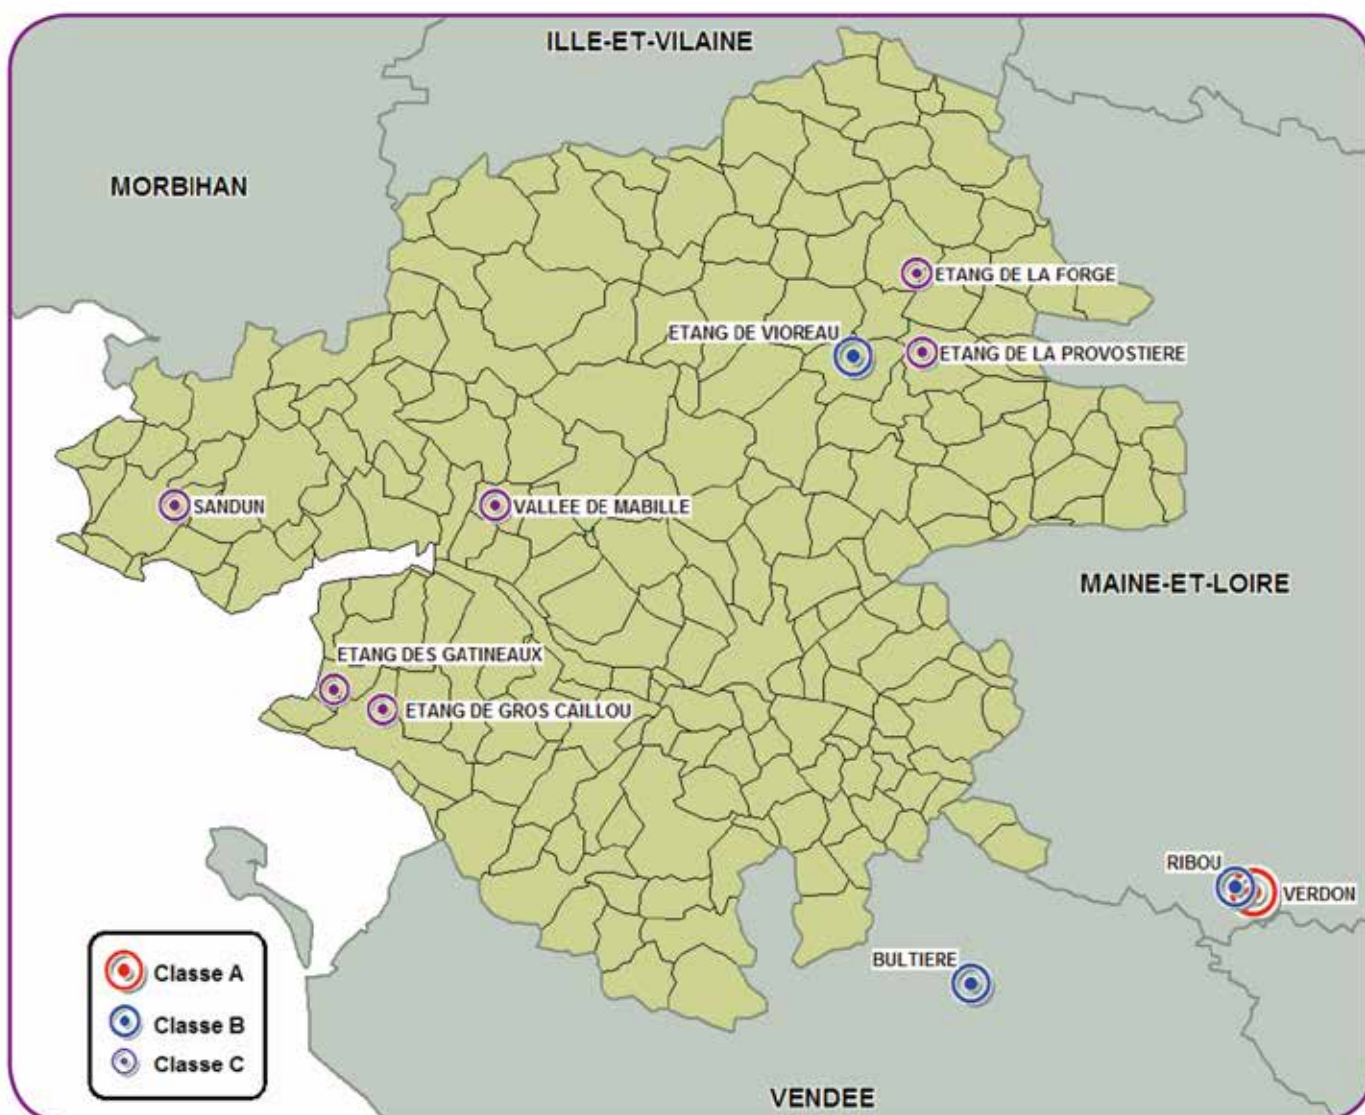 ILLE-ET-VILAINE
MORBIHAN
ETANG DE LA FORGE
ETANG DE VIOREAU
ETANG DE LA PROVOSTIERE
SANDUN
VALLEE DE MABILLE
MAINE-ET-LOIRE
ETANG DES GATINEAUX
ETANG DE GROS CAILLOU
RIBOU
VERDON
BULTIERE
Classe A
Classe B
Classe C
VENDEE